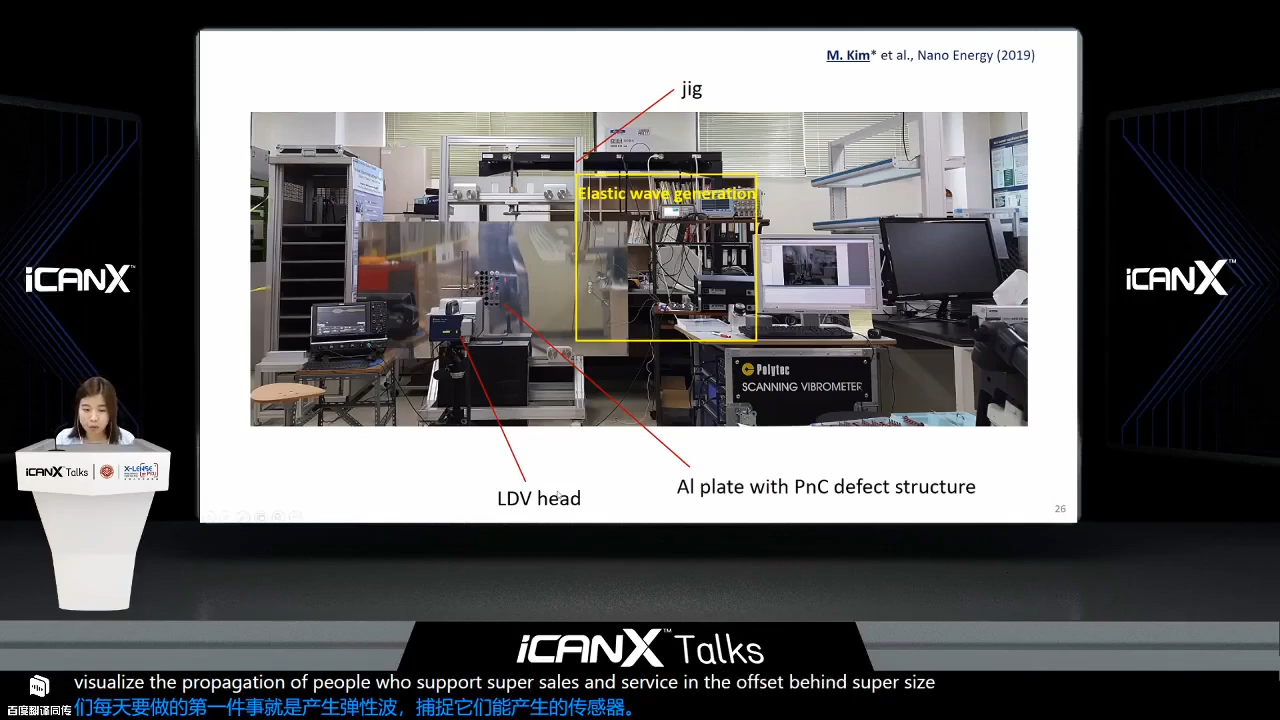 M. Kim* et al., Nano Energy (2019)
jig
Elastic wave generation
Polytec
SCANNING VIBROMETER
LDV head
Al plate with PnC defect structure
26
iCANX™
iCANX™
iCANX Talks
X-LENSE
iCANX™ Talks
visualize the propagation of people who support super sales and service in the offset behind super size
百度翻译同传
们每天要做的第一件事就是产生弹性波，捕捉它们能产生的传感器。